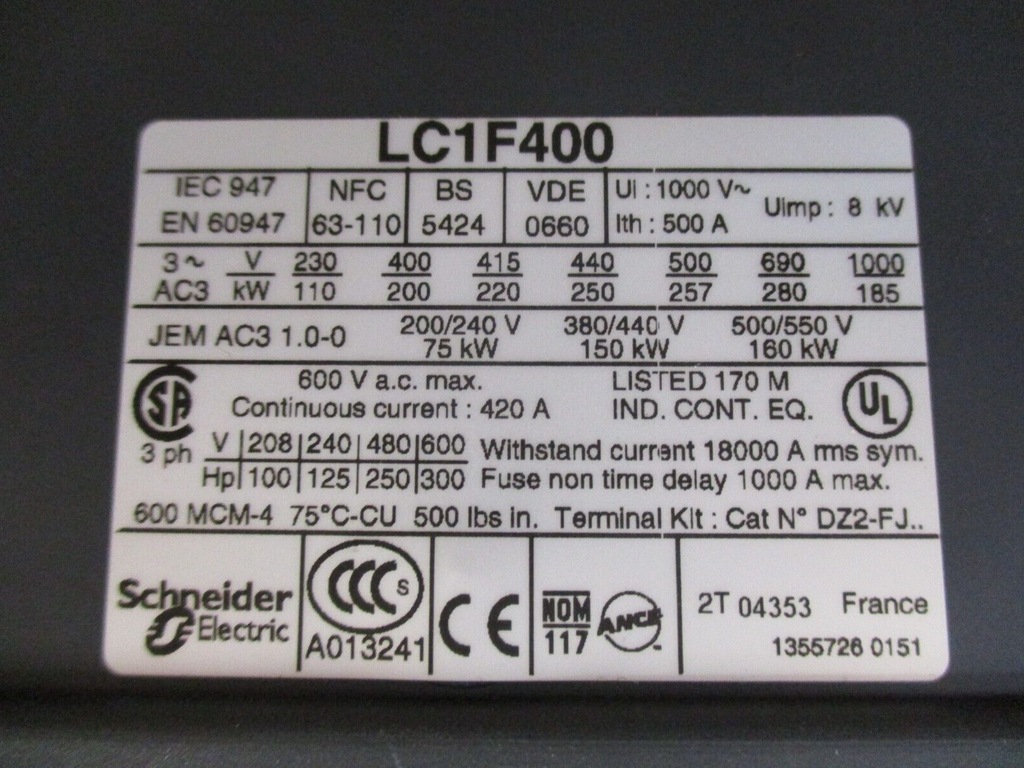 LC1F400
IEC 947 NFC BS VDE Ui : 1000 V~ Uimp : 8 kV
EN 60947 63-110 5424 0660 Ith : 500 A
3~ V 230 400 415 440 500 690 1000
AC3 kW 110 200 220 250 257 280 185
JEM AC3 1.0-0 200/240 V 380/440 V 500/550 V
75 kW 150 kW 160 kW
SA 600 V a.c. max. LISTED 170 M UL
Continuous current : 420 A IND. CONT. EQ.
3 ph V 208 240 480 600 Withstand current 18000 A rms sym.
Hp 100 125 250 300 Fuse non time delay 1000 A max.
600 MCM-4 75°C-CU 500 lbs in. Terminal Kit : Cat N° DZ2-FJ..
Schneider Electric
CCC S
A013241
CE
NOM
117
ANCE
2T 04353 France
1355726 0151